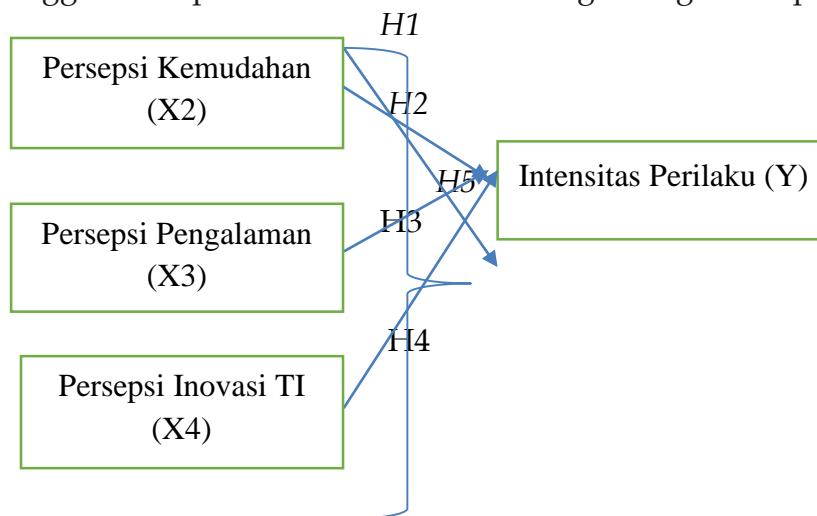 H1
Persepsi Kemudahan
(X2)
H2
Intensitas Perilaku (Y)
H5
H3
Persepsi Pengalaman
(X3)
H4
Persepsi Inovasi TI
(X4)